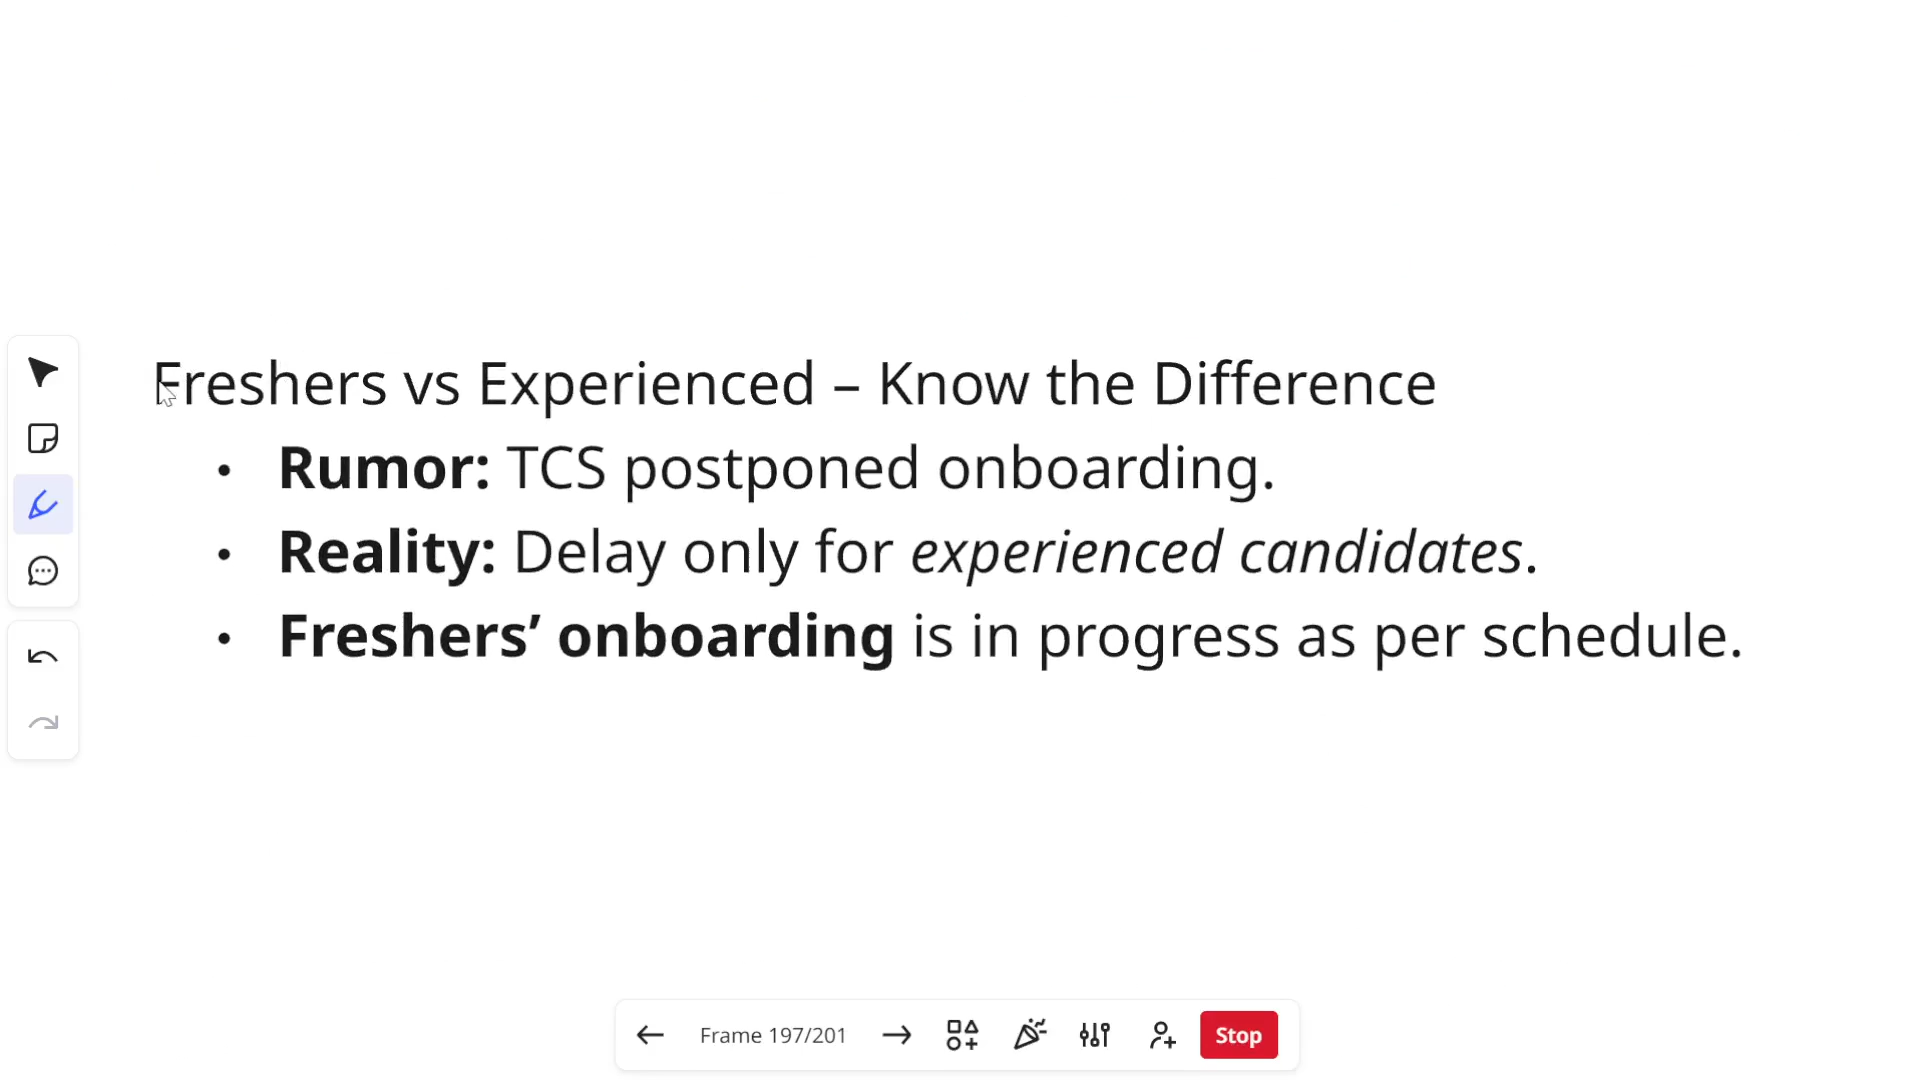 Freshers vs Experienced – Know the Difference
• Rumor: TCS postponed onboarding.
• Reality: Delay only for experienced candidates.
• Freshers’ onboarding is in progress as per schedule.
Frame 197/201
Stop